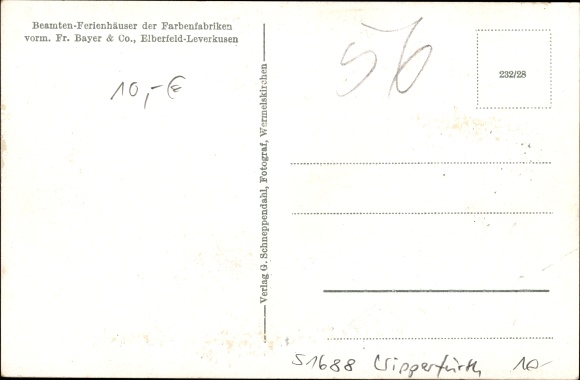 Beamten-Ferienhäuser der Farbenfabriken
vorm. Fr. Bayer & Co., Elberfeld-Leverkusen
10,-€
56
232/28
Verlag G. Schneppendahl, Fotograf, Wermelskirchen
51688 Wipperfürth 10